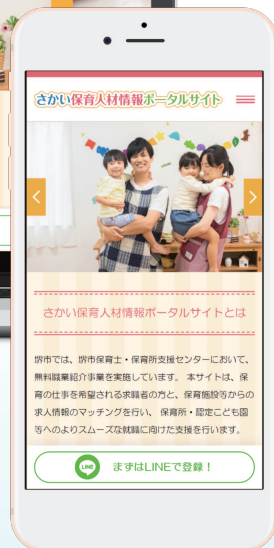 さかい保育人材情報ポータルサイト
さかい保育人材情報ポータルサイトとは
堺市では、堺市保育士・保育所支援センターにおいて、
無料職業紹介事業を実施しています。 本サイトは、保
育の仕事を希望される求職者の方と、保育施設等からの
求人情報のマッチングを行い、 保育所・認定こども園
等へのよりスムーズな就職に向けた支援を行います。
LINE
まずはLINEで登録！